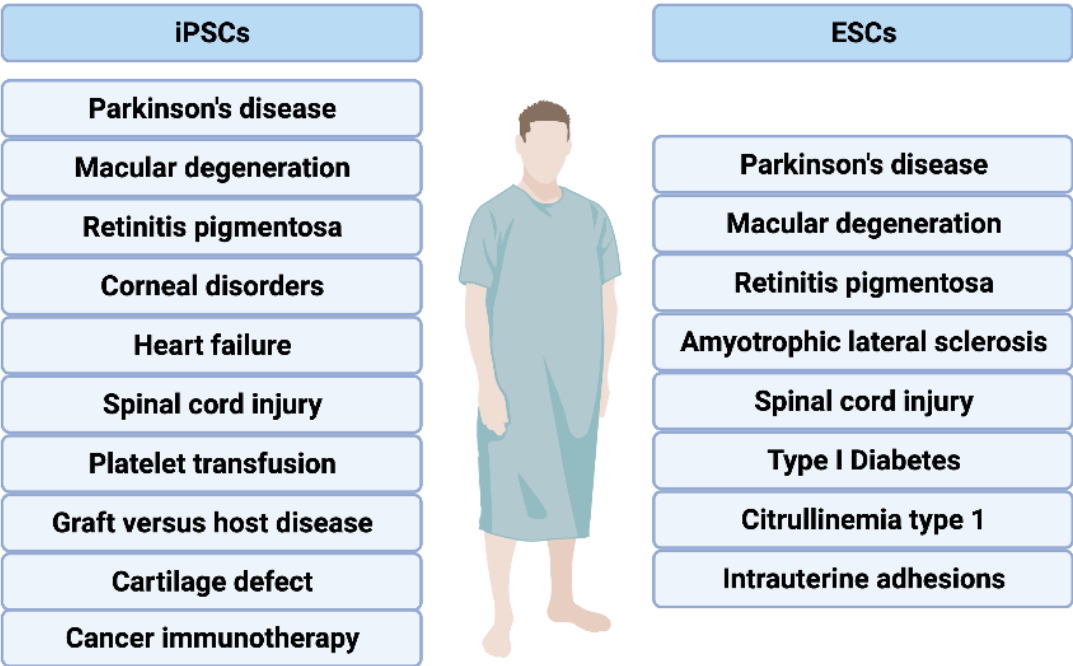 iPSCs
Parkinson's disease
Macular degeneration
Retinitis pigmentosa
Corneal disorders
Heart failure
Spinal cord injury
Platelet transfusion
Graft versus host disease
Cartilage defect
Cancer immunotherapy
ESCs
Parkinson's disease
Macular degeneration
Retinitis pigmentosa
Amyotrophic lateral sclerosis
Spinal cord injury
Type I Diabetes
Citrullinemia type 1
Intrauterine adhesions